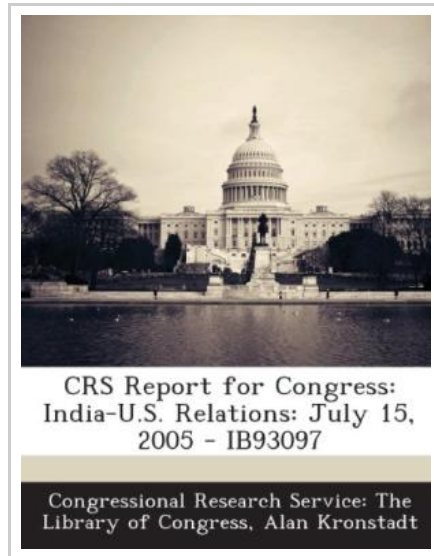 CRS Report for Congress:
India-U.S. Relations: July 15,
2005 - IB93097
Congressional Research Service: The
Library of Congress, Alan Kronstadt